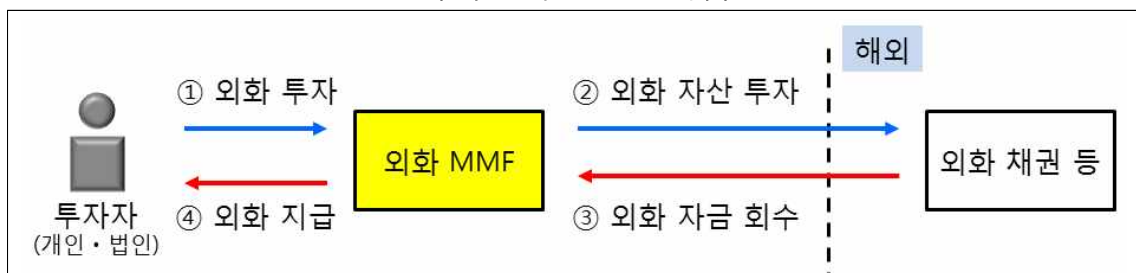 해외
① 외화 투자
② 외화 자산 투자
외화 MMF
외화 채권 등
투자자
(개인・법인)
④ 외화 지급
③ 외화 자금 회수